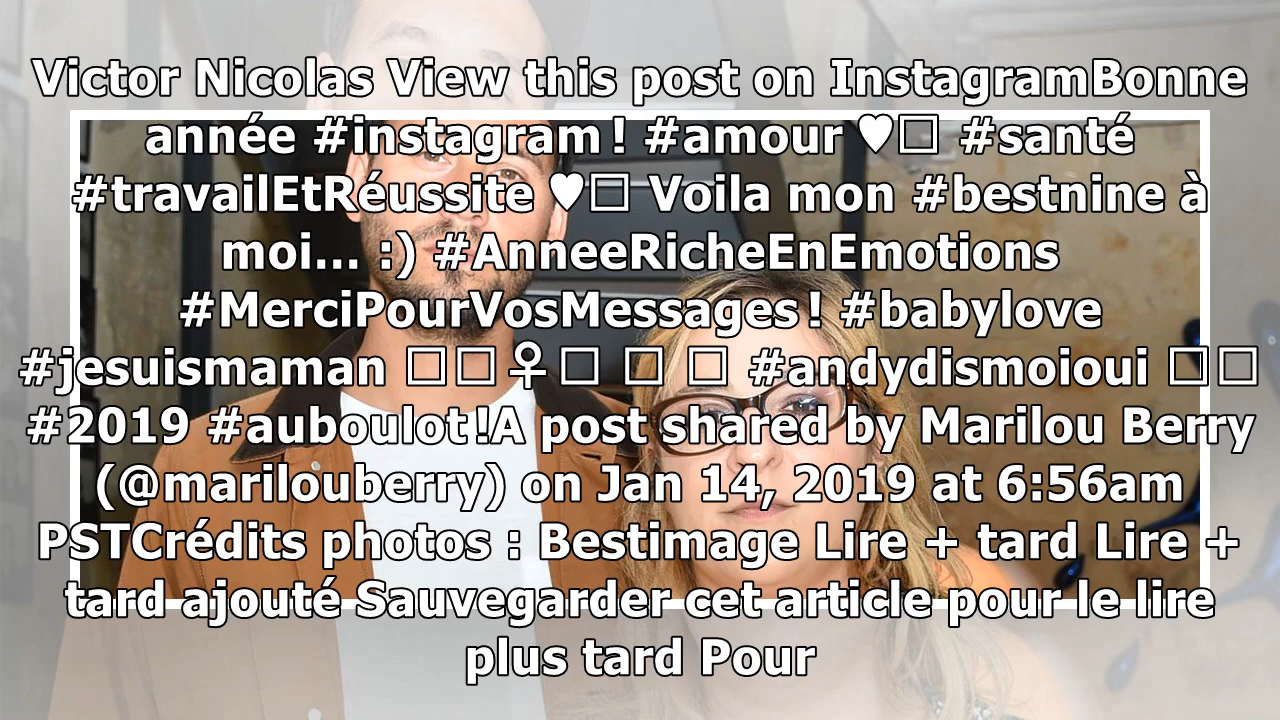 Victor Nicolas View this post on InstagramBonne
année #instagram ! #amour ♥□ #santé
#travailEtRéussite ♥□ Voila mon #bestnine à
moi... :) #AnneeRicheEnEmotions
#MerciPourVosMessages ! #babylove
#jesuismaman □□♀□ □ □ #andydismoioui □□
#2019 #auboulot !A post shared by Marilou Berry
(@marilouberry) on Jan 14, 2019 at 6:56am
PSTCrédits photos : Bestimage Lire + tard Lire +
tard ajouté Sauvegarder cet article pour le lire
plus tard Pour